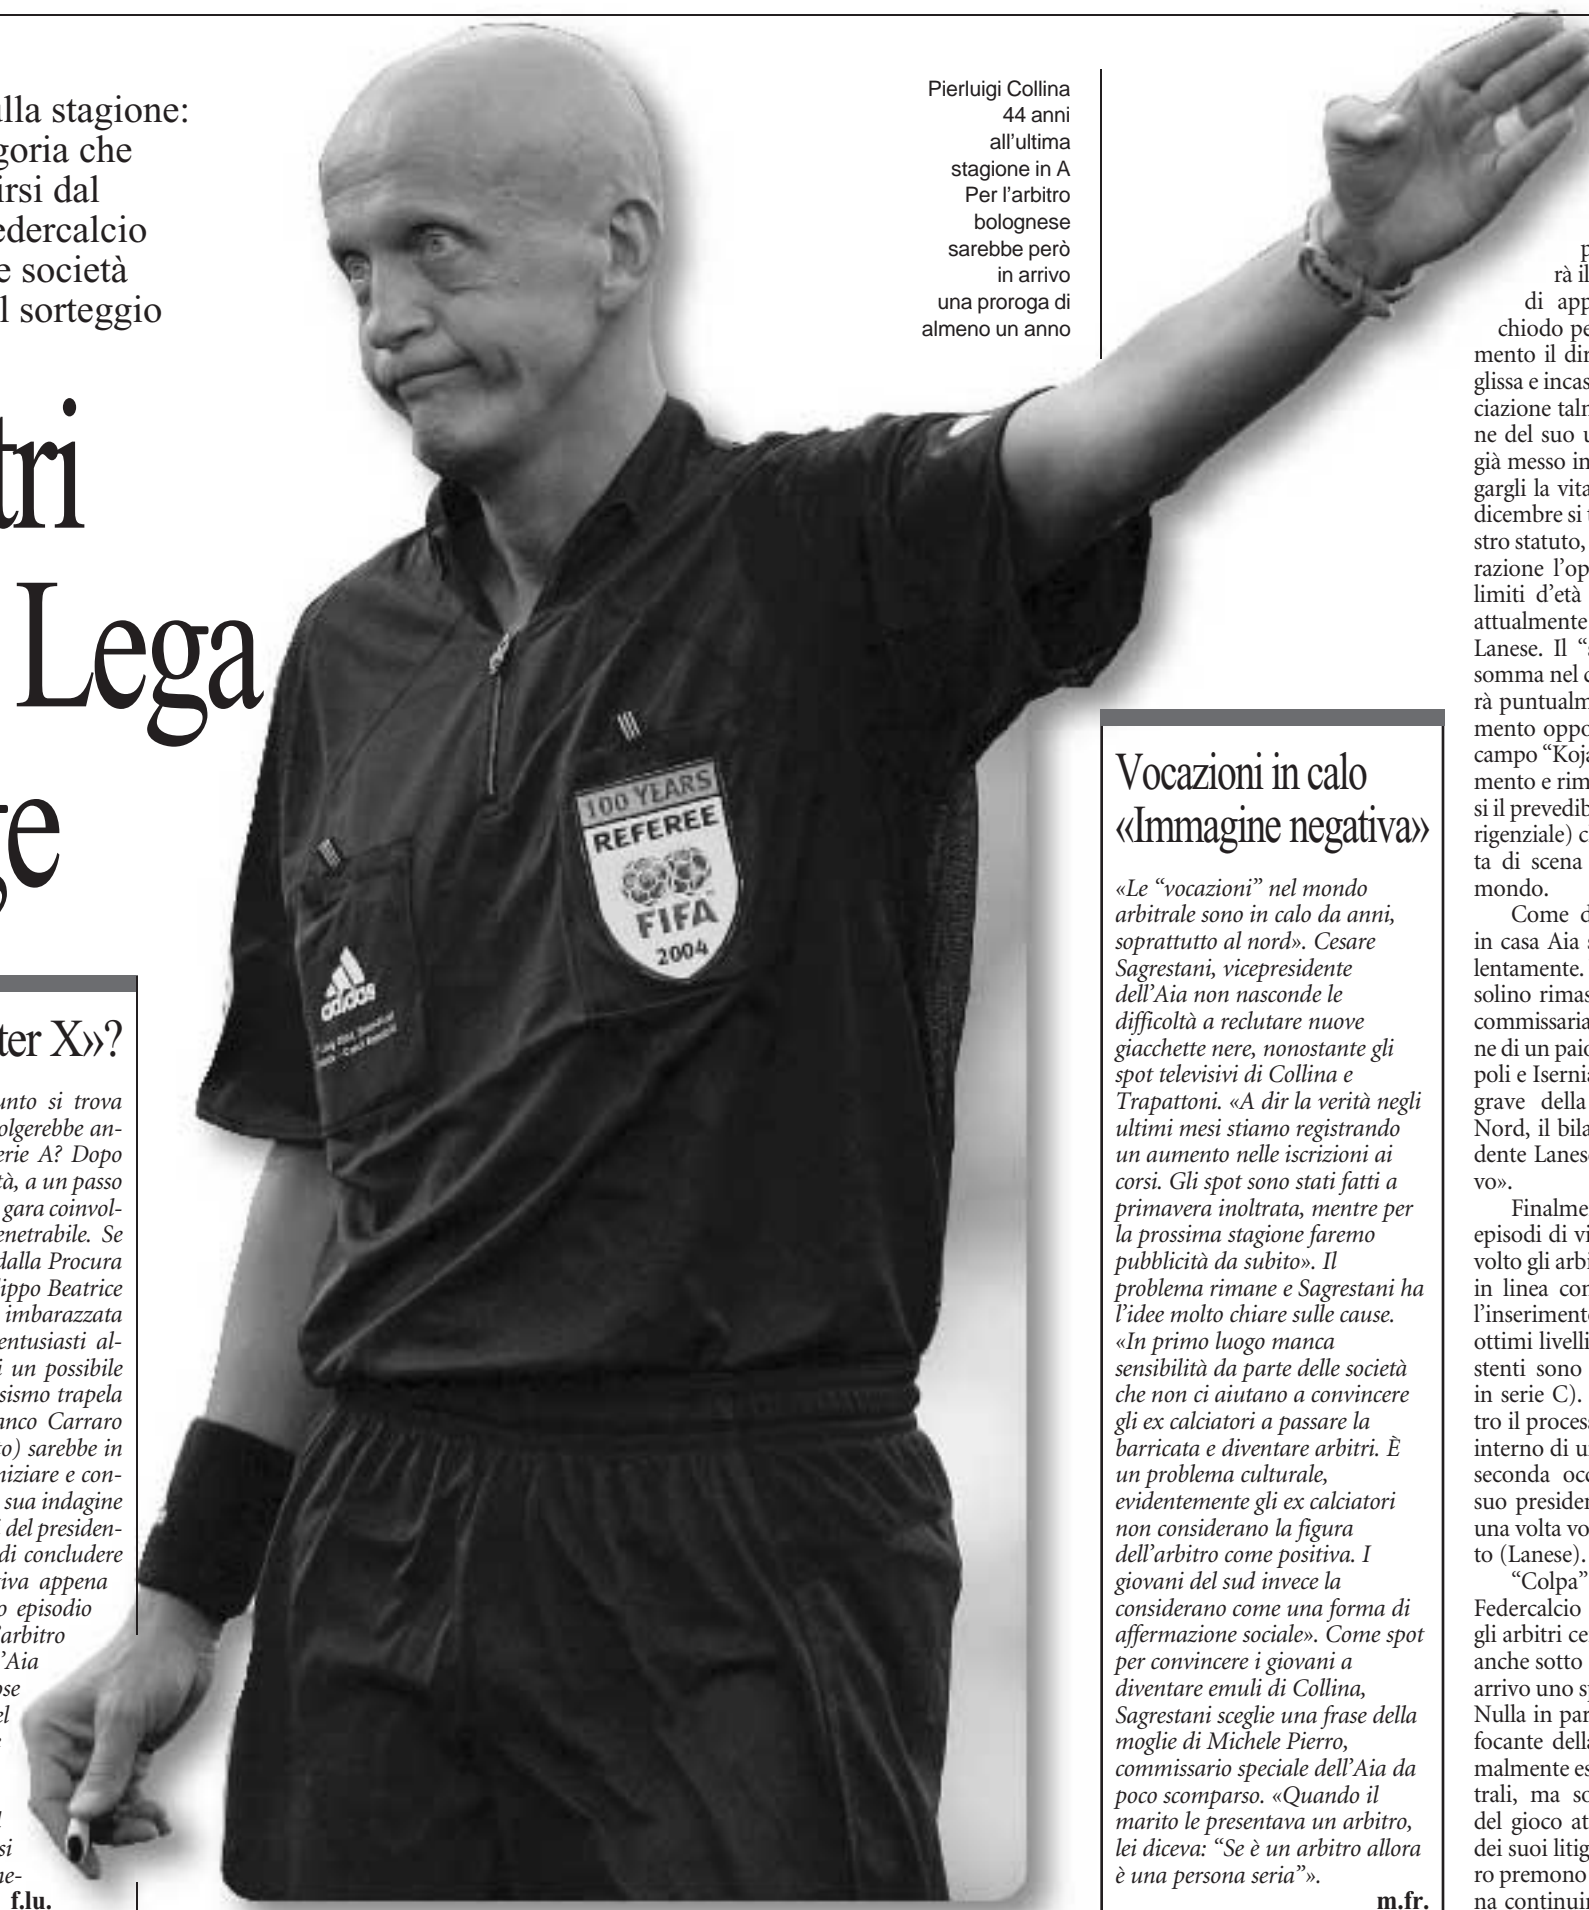 ılla stagione:
goria che
irsi dal
edercalcio
e società
l sorteggio
tri
Lega
ge
ter X»?
unto si trova
olgerebbe an-
erie A? Dopo
tà, a un passo
gara coinvol-
enetrabile. Se
dalla Procura
lippo Beatrice
imbarazzata
entusiasti al-
i un possibile
sismo trapela
anco Carraro
o) sarebbe in
niziare e con-
sua indagine
del presiden-
di concludere
iva appena
o episodio
'arbitro
'Aia
ose
el
si
ne-
f.lu.
Pierluigi Collina
44 anni
all'ultima
stagione in A
Per l'arbitro
bolognese
sarebbe però
in arrivo
una proroga di
almeno un anno
100 YEARS
REFEREE
FIFA
2004
adidas
Vocazioni in calo
«Immagine negativa»
«Le “vocazioni” nel mondo
arbitrale sono in calo da anni,
soprattutto al nord». Cesare
Sagrestani, vicepresidente
dell'Aia non nasconde le
difficoltà a reclutare nuove
giacchette nere, nonostante gli
spot televisivi di Collina e
Trapattoni. «A dir la verità negli
ultimi mesi stiamo registrando
un aumento nelle iscrizioni ai
corsi. Gli spot sono stati fatti a
primavera inoltrata, mentre per
la prossima stagione faremo
pubblicità da subito». Il
problema rimane e Sagrestani ha
l'idee molto chiare sulle cause.
«In primo luogo manca
sensibilità da parte delle società
che non ci aiutano a convincere
gli ex calciatori a passare la
barricata e diventare arbitri. È
un problema culturale,
evidentemente gli ex calciatori
non considerano la figura
dell'arbitro come positiva. I
giovani del sud invece la
considerano come una forma di
affermazione sociale». Come spot
per convincere i giovani a
diventare emuli di Collina,
Sagrestani sceglie una frase della
moglie di Michele Pierro,
commissario speciale dell'Aia da
poco scomparso. «Quando il
marito le presentava un arbitro,
lei diceva: “Se è un arbitro allora
è una persona seria”».
m.fr.
p
rà il
di app
chiodo pe
mento il dir
glissa e incas
ciazione taln
ne del suo u
già messo in
gargli la vita
dicembre si t
stro statuto,
razione l'op
limiti d'età
attualmente
Lanese. Il “s
somma nel c
rà puntualm
mento oppo
campo “Koja
mento e rim
si il prevedib
rigenziale) c
ta di scena
mondo.
Come d
in casa Aia s
lentamente.
solino rimas
commissaria
ne di un paio
poli e Isernia
grave della
Nord, il bila
dente Lanese
vo».
Finalme
episodi di vi
volto gli arbi
in linea con
l'inserimento
ottimi livelli
stenti sono
in serie C).
tro il process
interno di u
seconda occ
suo presiden
una volta vo
to (Lanese).
“Colpa”
Federcalcio
gli arbitri ce
anche sotto
arrivo uno sp
Nulla in par
focante della
malmente es
trali, ma so
del gioco at
dei suoi litig
ro premono
na continuin